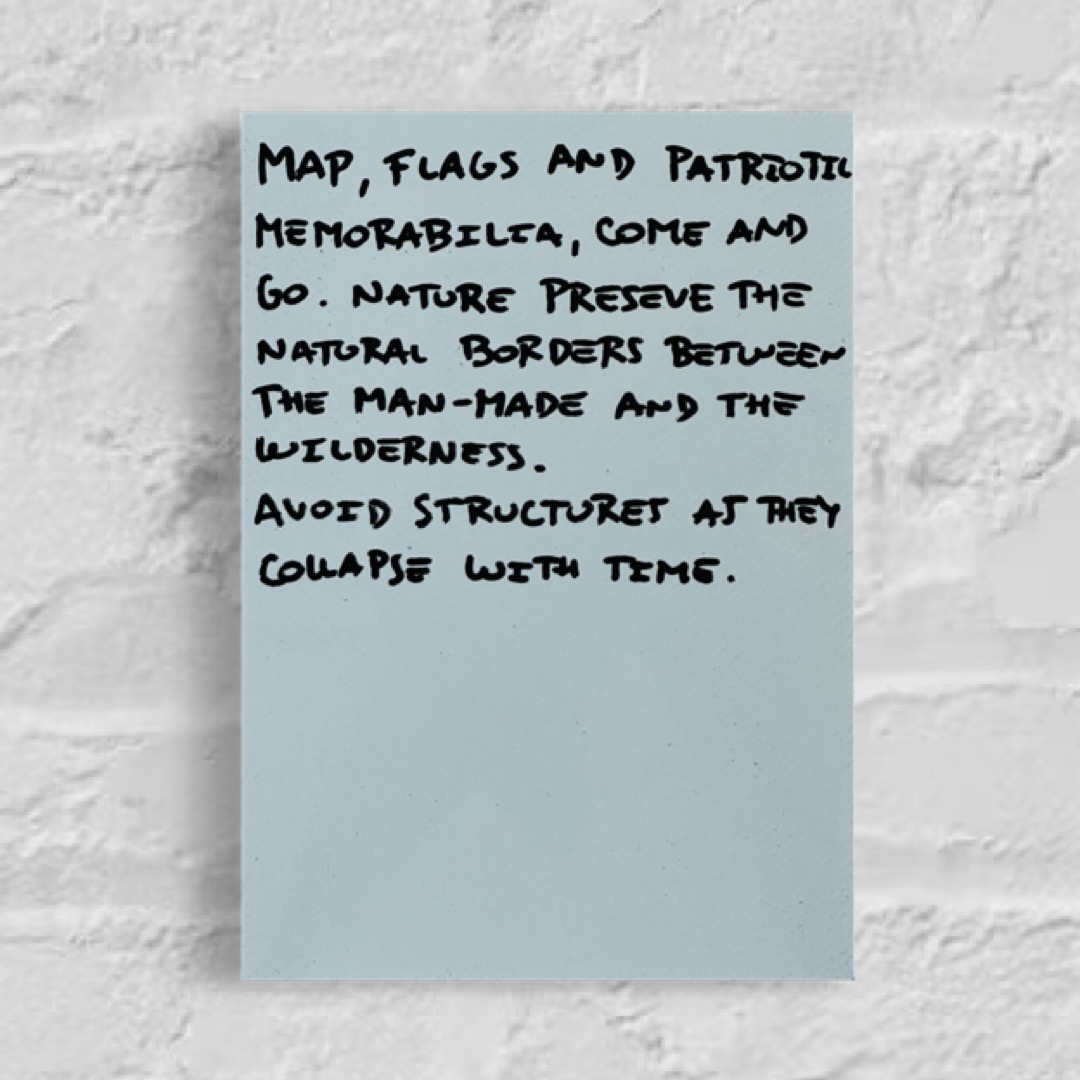 MAP, FLAGS AND PATRIOTIC
MEMORABILIA, COME AND
GO. NATURE PRESEVE THE
NATURAL BORDERS BETWEEN
THE MAN-MADE AND THE
WILDERNESS.
AVOID STRUCTURES AS THEY
COLLAPSE WITH TIME.